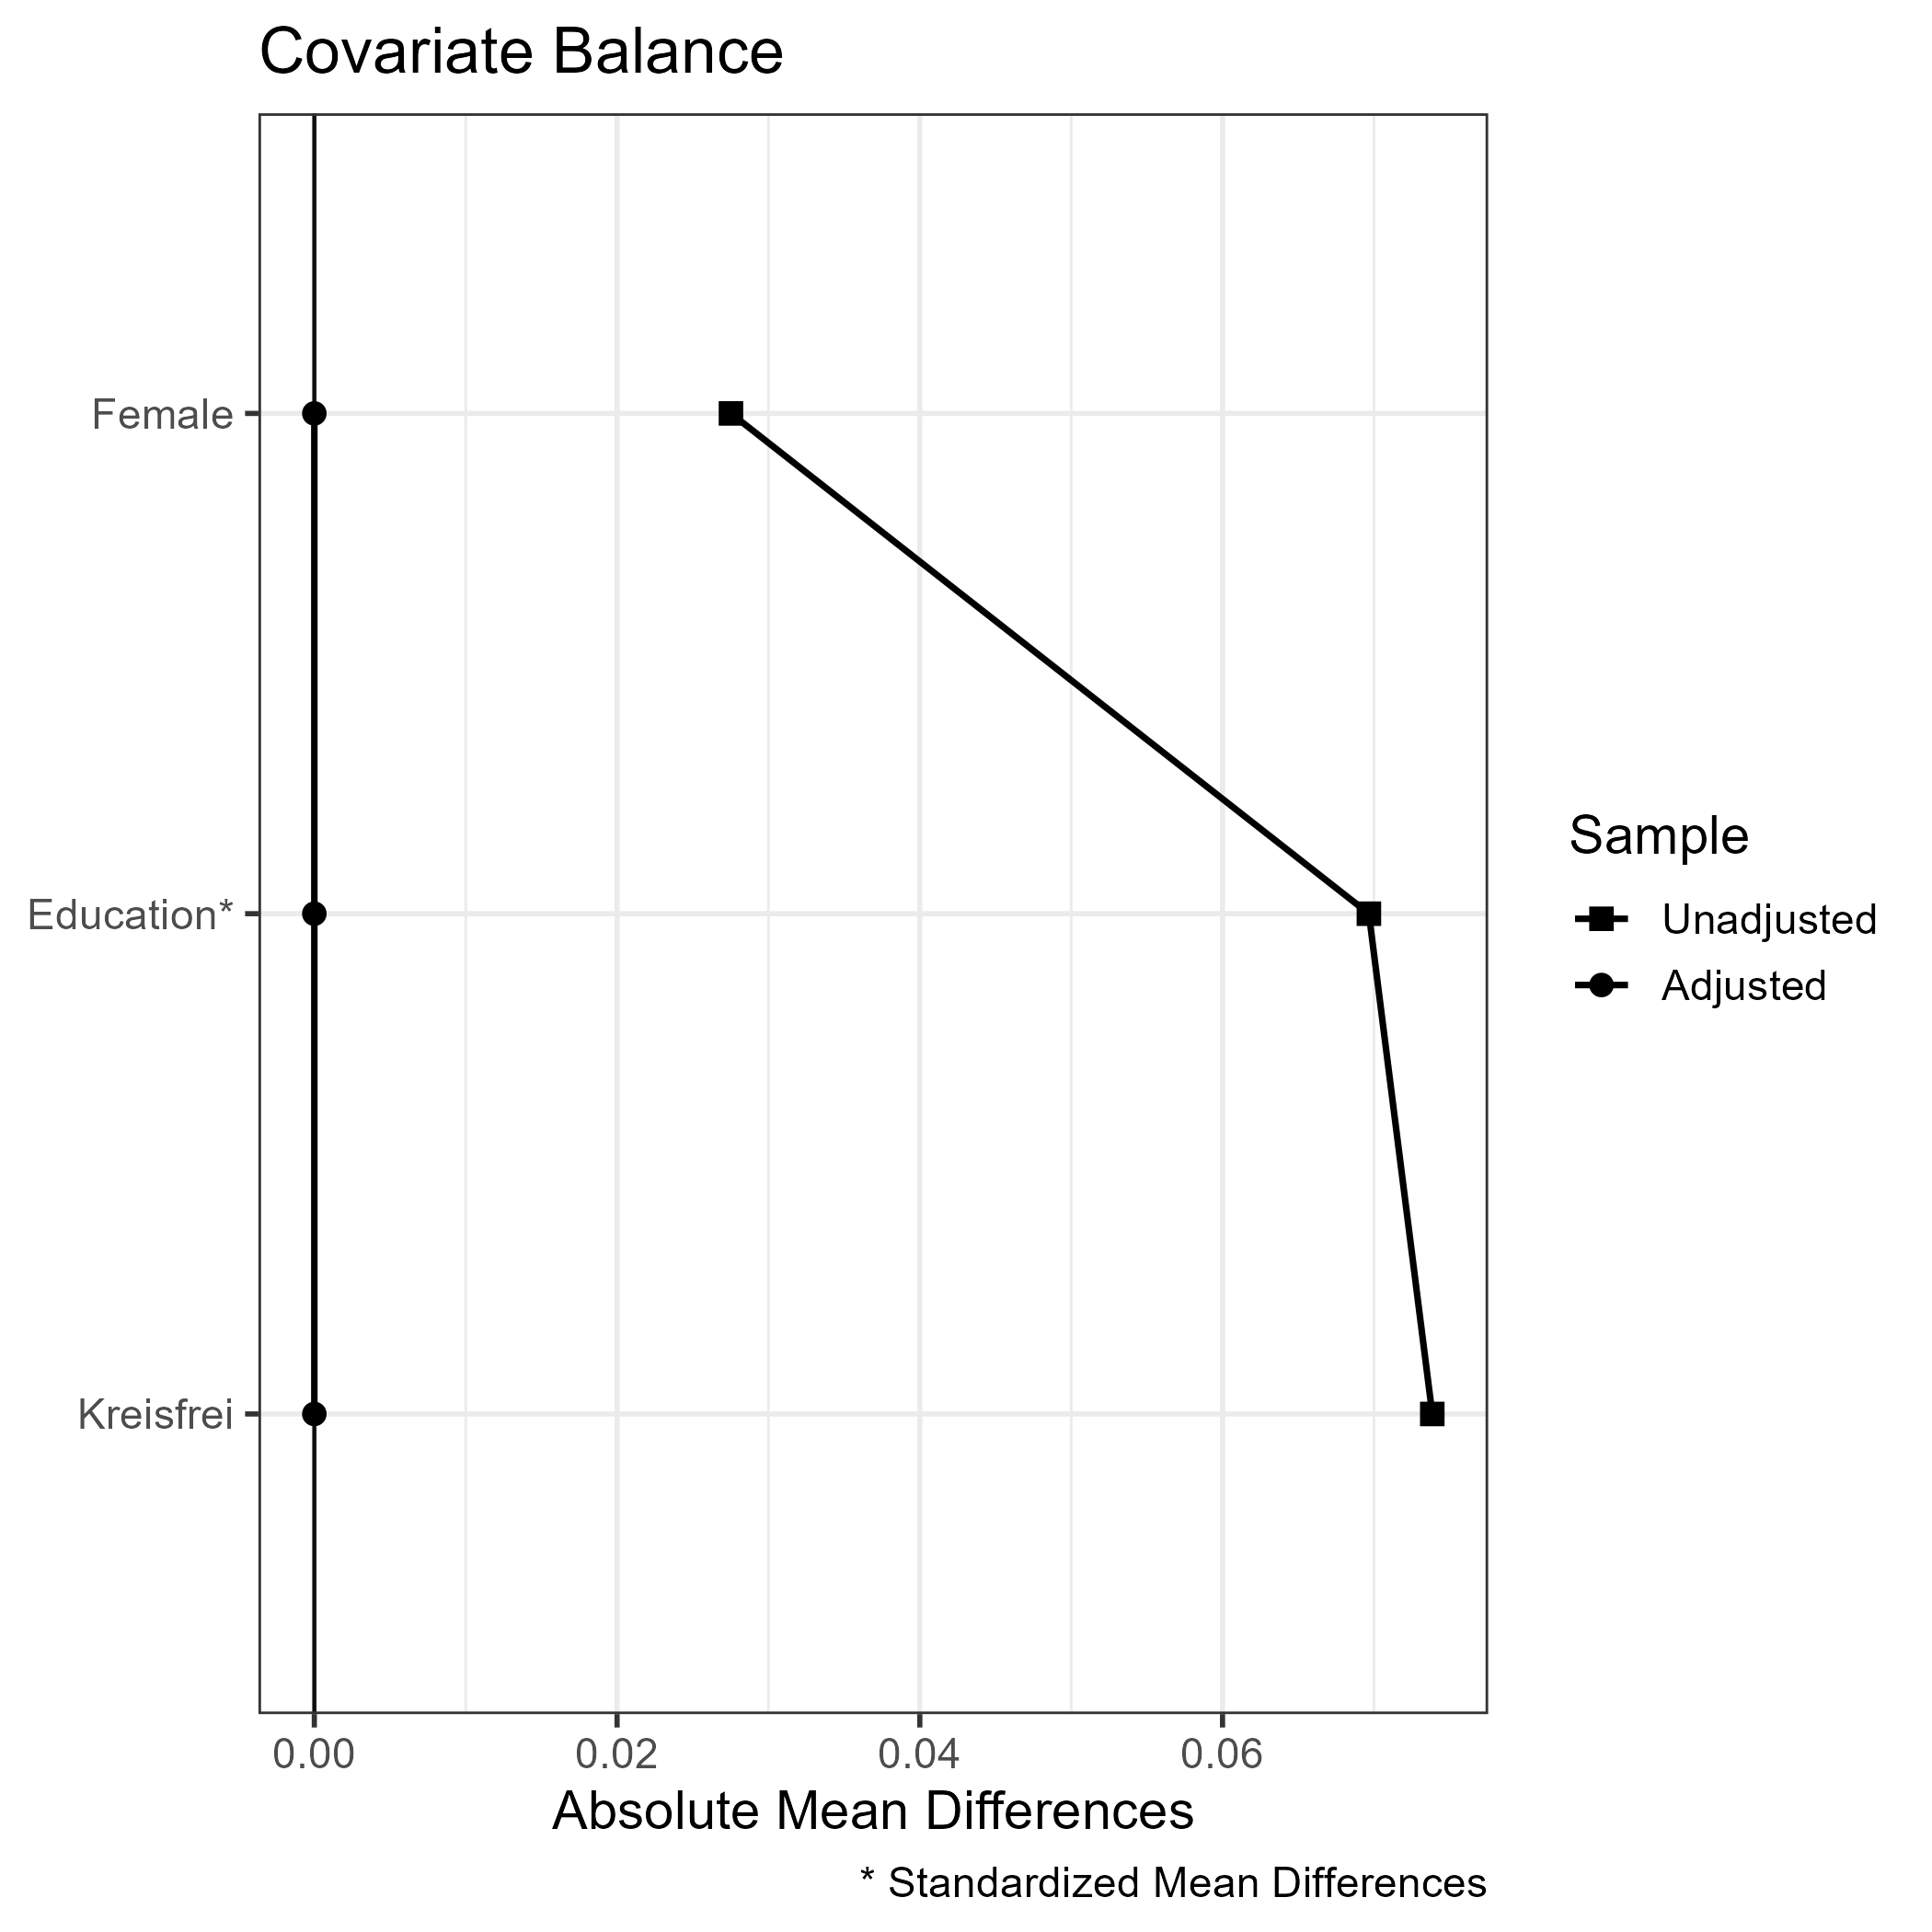 Covariate Balance
Female
Education*
Kreisfrei
0.00 0.02 0.04 0.06
Absolute Mean Differences
* Standardized Mean Differences
Sample
Unadjusted
Adjusted